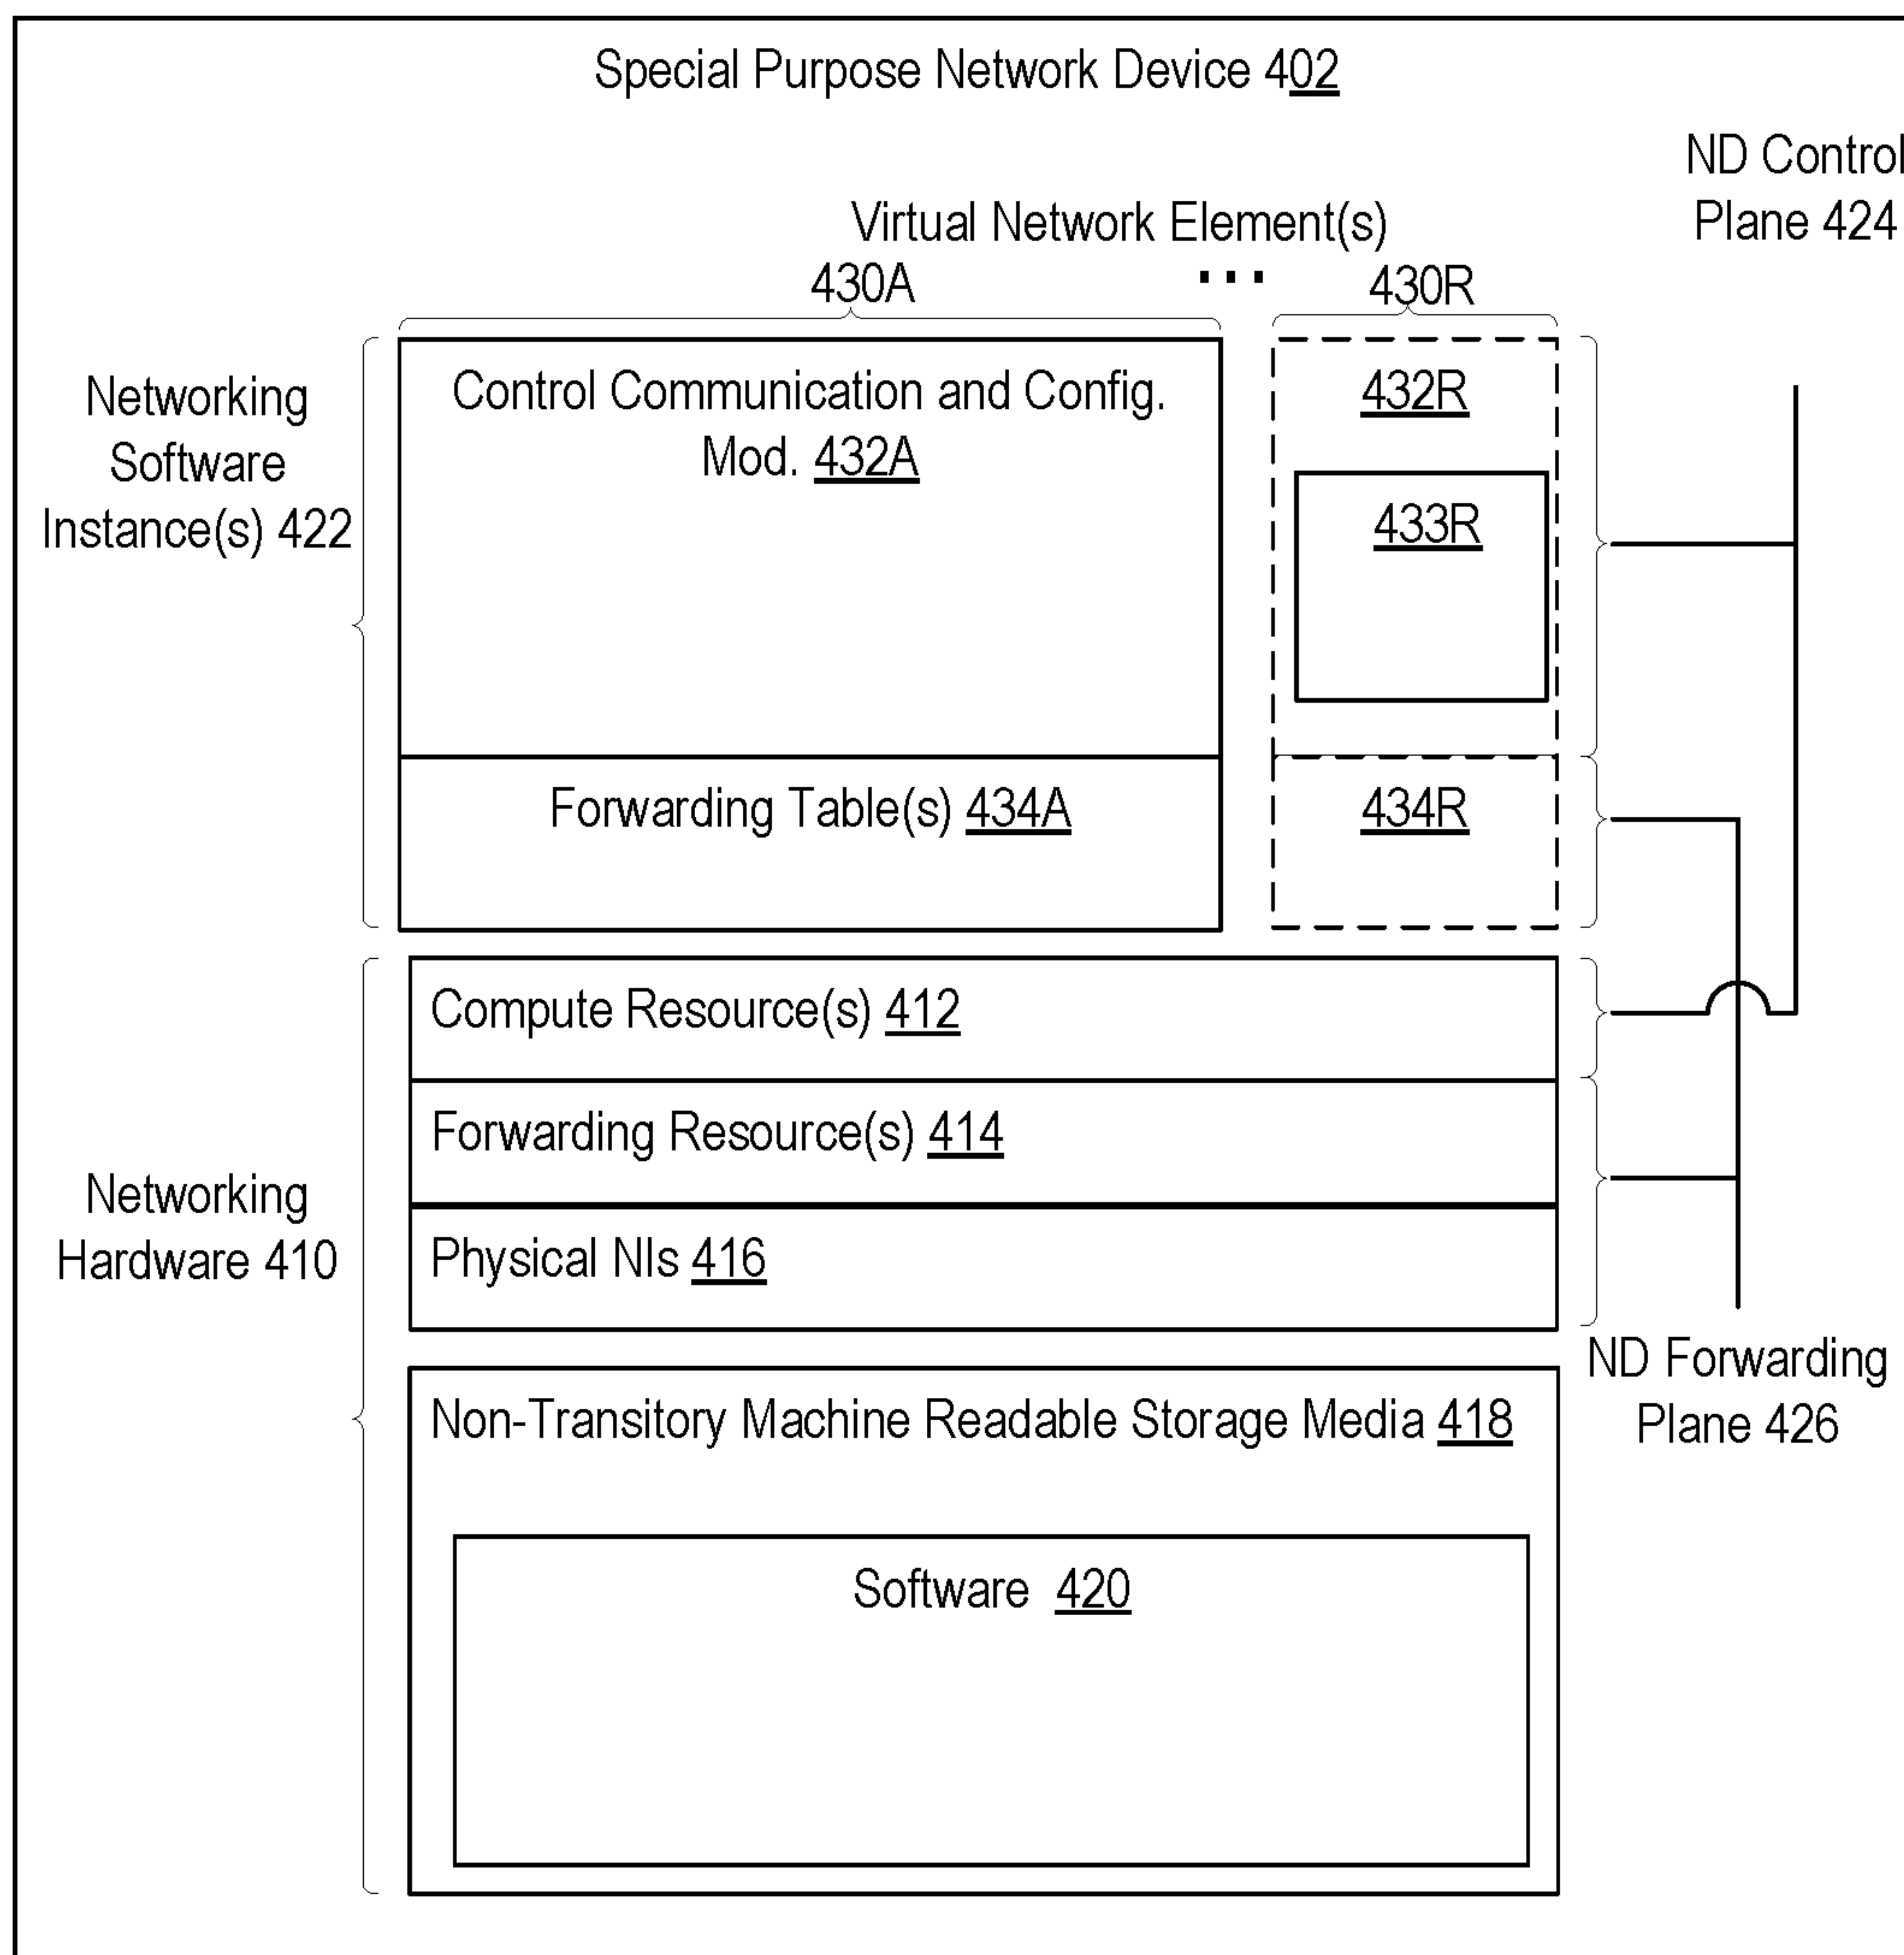 Special Purpose Network Device 402
ND Control
Plane 424
Virtual Network Element(s)
430A
...
430R
Networking
Software
Instance(s) 422
Control Communication and Config.
Mod. 432A
432R
433R
Forwarding Table(s) 434A
434R
Compute Resource(s) 412
Forwarding Resource(s) 414
Physical NIs 416
Networking
Hardware 410
ND Forwarding
Plane 426
Non-Transitory Machine Readable Storage Media 418
Software 420